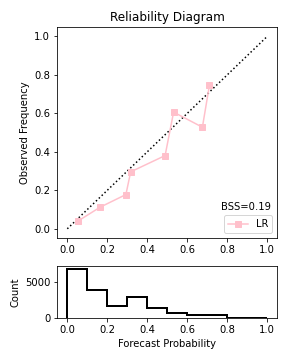 Reliability Diagram
1.0
0.8
0.6
0.4
0.2
0.0
Observed Frequency
BSS=0.19
LR
0.0 0.2 0.4 0.6 0.8 1.0
5000
0
Count
0.0 0.2 0.4 0.6 0.8 1.0
Forecast Probability